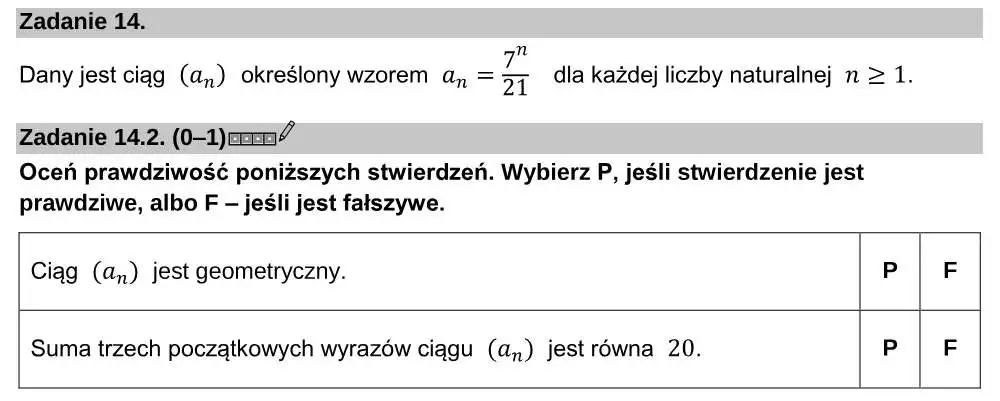 Zadanie 14.
Dany jest ciąg (aₙ) określony wzorem aₙ = 7ⁿ/21 dla każdej liczby naturalnej n ≥ 1.
Zadanie 14.2. (0–1)
Oceń prawdziwość poniższych stwierdzeń. Wybierz P, jeśli stwierdzenie jest
prawdziwe, albo F – jeśli jest fałszywe.
Ciąg (aₙ) jest geometryczny. P F
Suma trzech początkowych wyrazów ciągu (aₙ) jest równa 20. P F